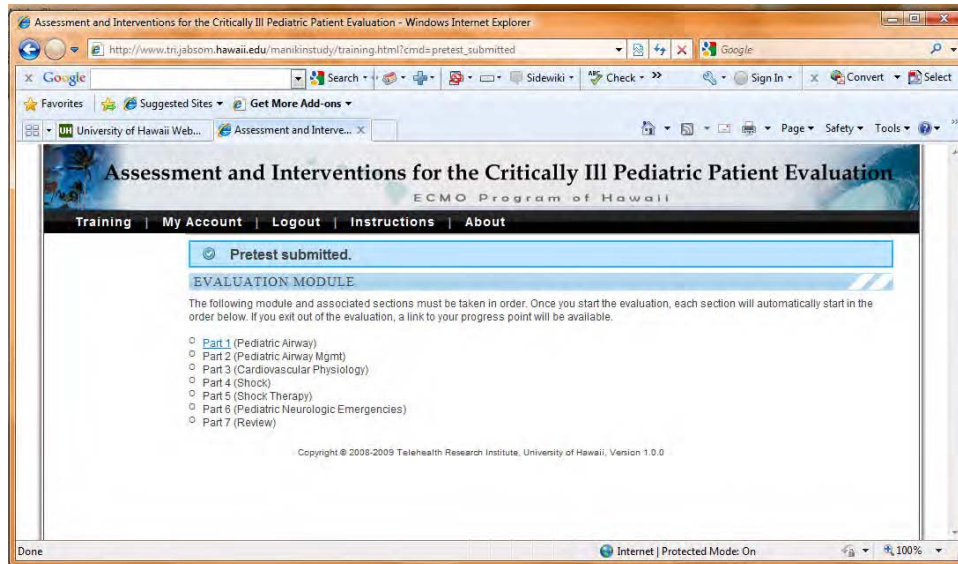 Assessment and Interventions for the Critically Ill Pediatric Patient Evaluation - Windows Internet Explorer
http://www.tri.jabsom.hawaii.edu/manikinstudy/training.html?cmd=pretest_submitted
Google
x Google Search Sidewiki Check Sign In x Convert Select
Favorites Suggested Sites Get More Add-ons
UH University of Hawaii Web... Assessment and Interve... X Page Safety Tools
Assessment and Interventions for the Critically Ill Pediatric Patient Evaluation
ECMO Program of Hawaii
Training | My Account | Logout | Instructions | About
Pretest submitted.
EVALUATION MODULE
The following module and associated sections must be taken in order. Once you start the evaluation, each section will automatically start in the
order below. If you exit out of the evaluation, a link to your progress point will be available.
Part 1 (Pediatric Airway)
Part 2 (Pediatric Airway Mgmt)
Part 3 (Cardiovascular Physiology)
Part 4 (Shock)
Part 5 (Shock Therapy)
Part 6 (Pediatric Neurologic Emergencies)
Part 7 (Review)
Copyright © 2008-2009 Telehealth Research Institute, University of Hawaii, Version 1.0.0
Done Internet | Protected Mode: On 100%